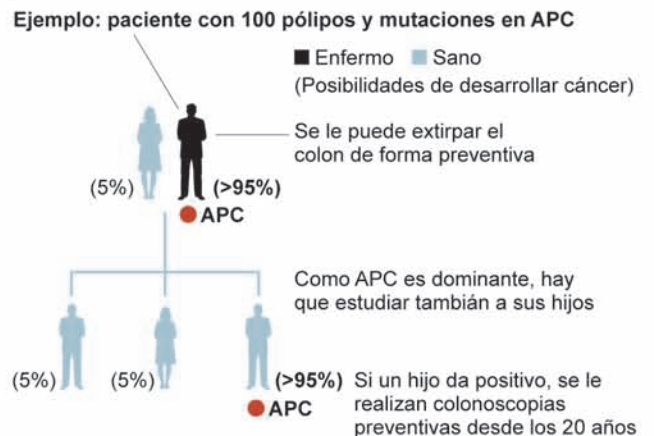 Ejemplo: paciente con 100 pólipos y mutaciones en APC
Enfermo Sano
(Posibilidades de desarrollar cáncer)
Se le puede extirpar el
colon de forma preventiva
(5%) (>95%)
APC
Como APC es dominante, hay
que estudiar tambián a sus hijos
(5%) (5%) (>95%) Si un hijo da positivo, se le
APC realizan colonoscopias
preventivas desde los 20 años